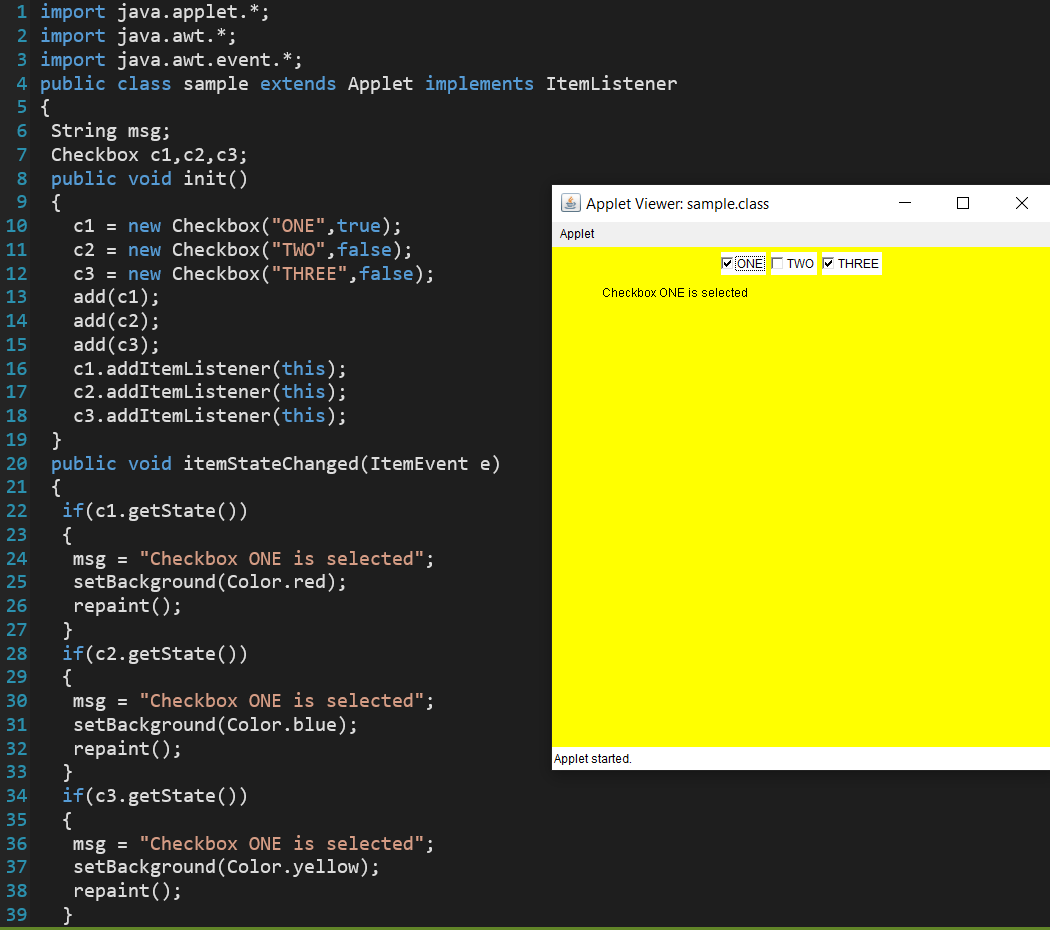 1 import java.applet.*;
2 import java.awt.*;
3 import java.awt.event.*;
4 public class sample extends Applet implements ItemListener
5 {
6 String msg;
7 Checkbox c1,c2,c3;
8 public void init()
9 {
10 c1 = new Checkbox("ONE",true);
11 c2 = new Checkbox("TWO",false);
12 c3 = new Checkbox("THREE",false);
13 add(c1);
14 add(c2);
15 add(c3);
16 c1.addItemListener(this);
17 c2.addItemListener(this);
18 c3.addItemListener(this);
19 }
20 public void itemStateChanged(ItemEvent e)
21 {
22 if(c1.getState())
23 {
24 msg = "Checkbox ONE is selected";
25 setBackground(Color.red);
26 repaint();
27 }
28 if(c2.getState())
29 {
30 msg = "Checkbox ONE is selected";
31 setBackground(Color.blue);
32 repaint();
33 }
34 if(c3.getState())
35 {
36 msg = "Checkbox ONE is selected";
37 setBackground(Color.yellow);
38 repaint();
39 }
Applet Viewer: sample.class
Applet
ONE TWO THREE
Checkbox ONE is selected
Applet started.